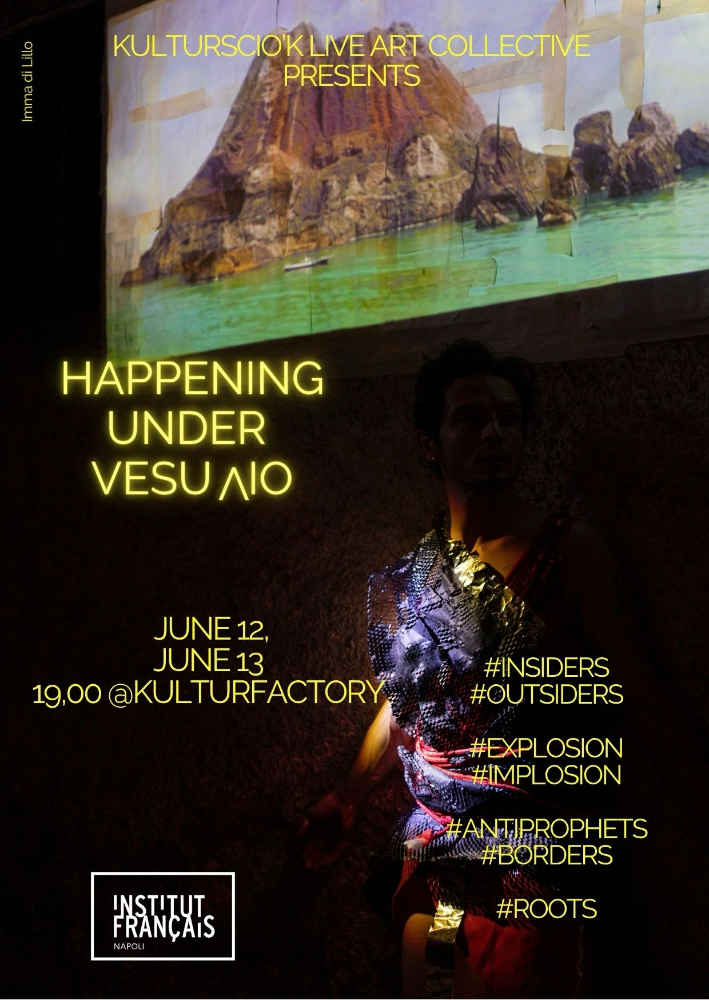 Imma di Lillo
KULTURSCIO'K LIVE ART COLLECTIVE
PRESENTS
HAPPENING
UNDER
VESUΛIO
JUNE 12,
JUNE 13
19,00 @KULTURFACTORY
#INSIDERS
#OUTSIDERS
#EXPLOSION
#IMPLOSION
#ANTIPROPHETS
#BORDERS
#ROOTS
INSTITUT
FRANÇAIS
NAPOLI